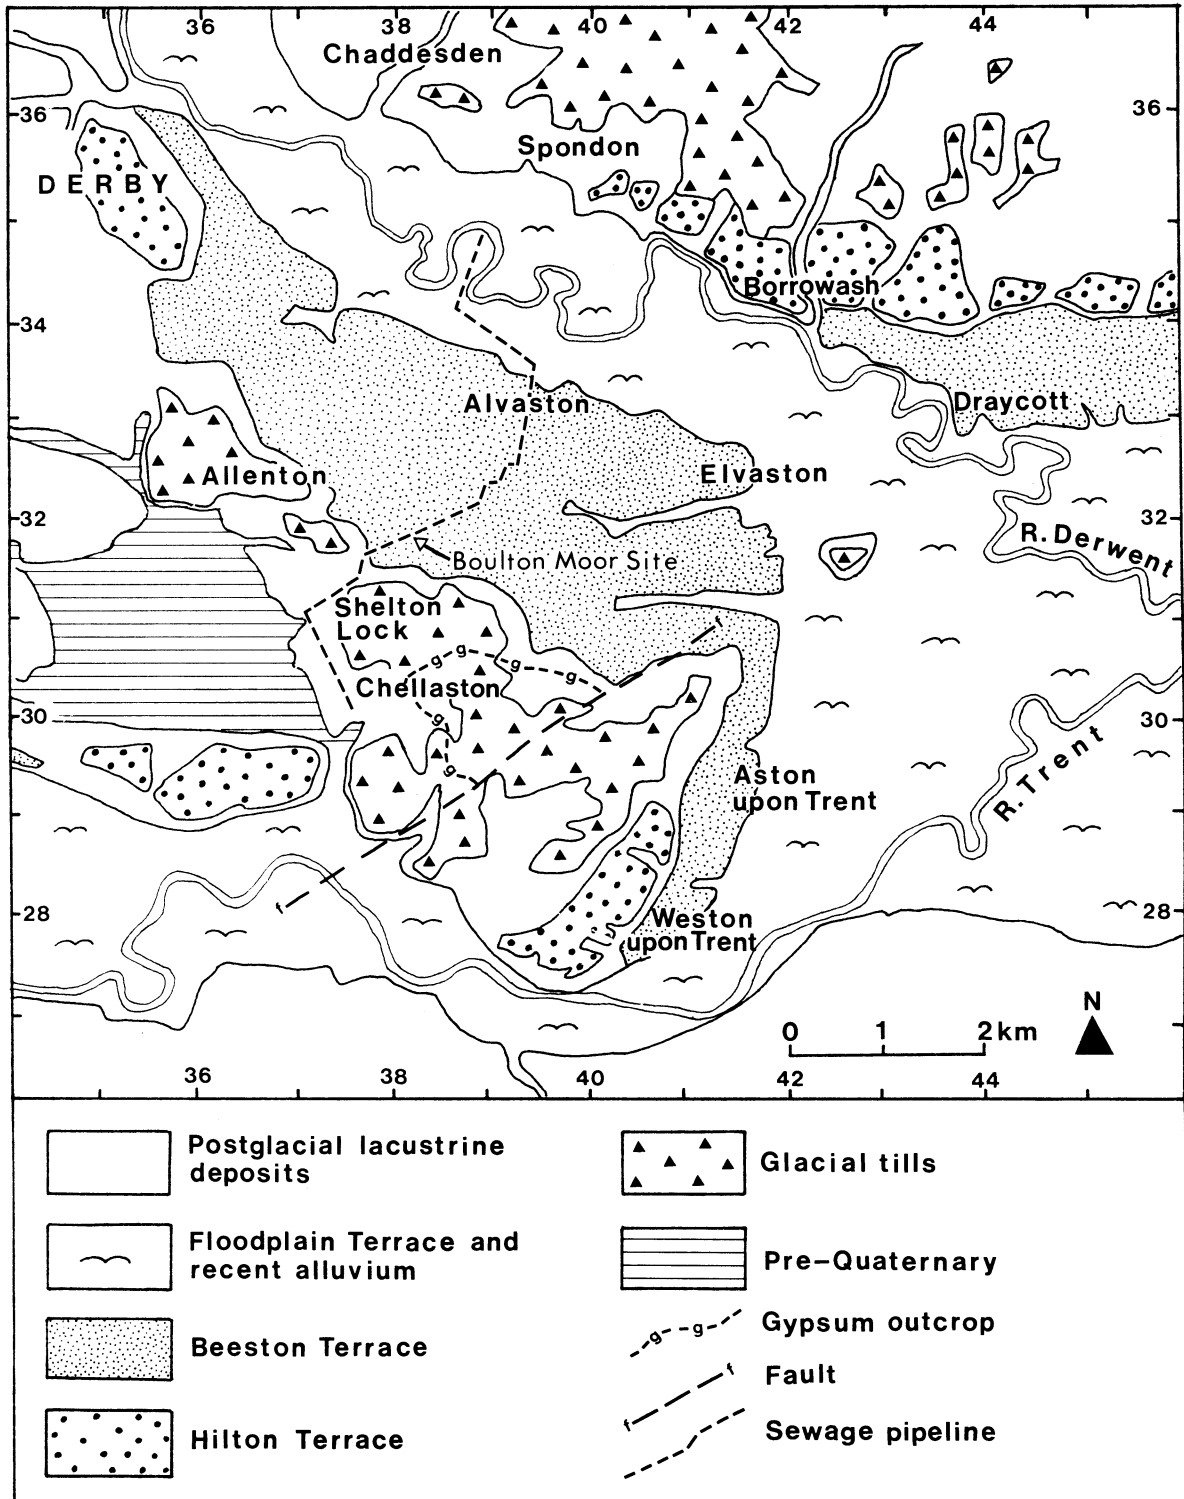 36
38
40
42
44
Chaddesden
36
36
Spondon
DERBY
Borrowash
34
Alvaston
Draycott
Allenton
Elvaston
32
32
R. Derwent
Boulton Moor Site
Shelton
Lock
g
g
g
g
g
Chellaston
30
30
R. Trent
Aston
upon Trent
28
28
Weston
upon Trent
N
0 1 2 km
36
38
40
42
44
Postglacial lacustrine
deposits
Glacial tills
Floodplain Terrace and
recent alluvium
Pre-Quaternary
g g
Gypsum outcrop
Beeston Terrace
Fault
Hilton Terrace
Sewage pipeline